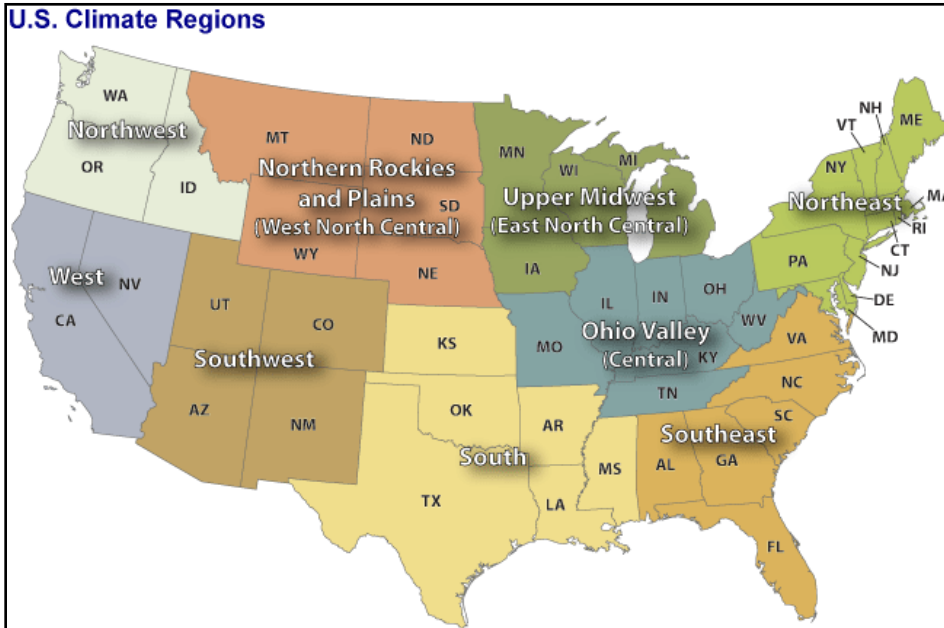 U.S. Climate Regions
WA
Northwest
OR
ID
MT
ND
Northern Rockies
and Plains
SD
(West North Central)
WY
NE
MN
WI
MI
Upper Midwest
(East North Central)
IA
NH
VT
ME
NY
Northeast
MA
RI
CT
PA
NJ
DE
MD
West
NV
CA
UT
CO
Southwest
AZ
NM
KS
OK
AR
South
MS
TX
LA
IL
IN
OH
WV
Ohio Valley
MO
(Central)
KY
TN
VA
NC
SC
Southeast
AL
GA
FL